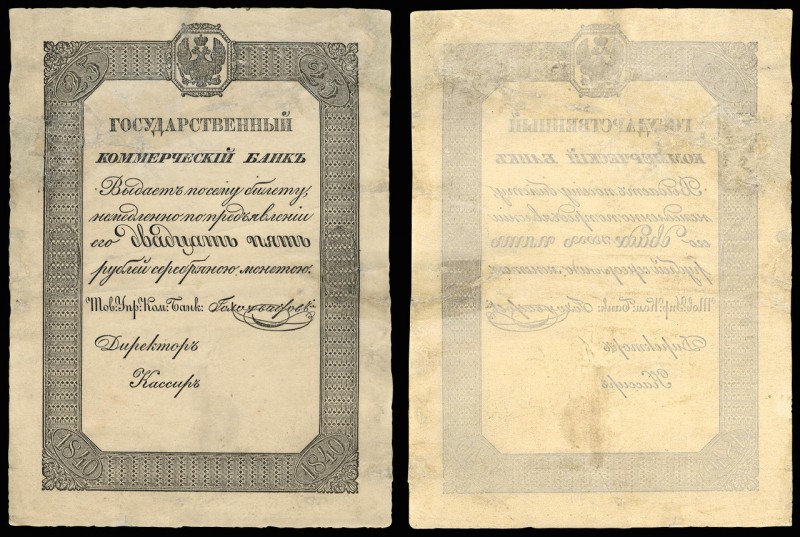 25 25
ГОСУДАРСТВЕННЫЙ
КОММЕРЧЕСКІЙ БАНКЪ
Выдаетъ посему билету,
немедленно по предъявленіи
его двадцать пять
рублей серебряною монетою.
Тов: Упр: Ком: Банк:
Директоръ
Кассиръ
1840 1840